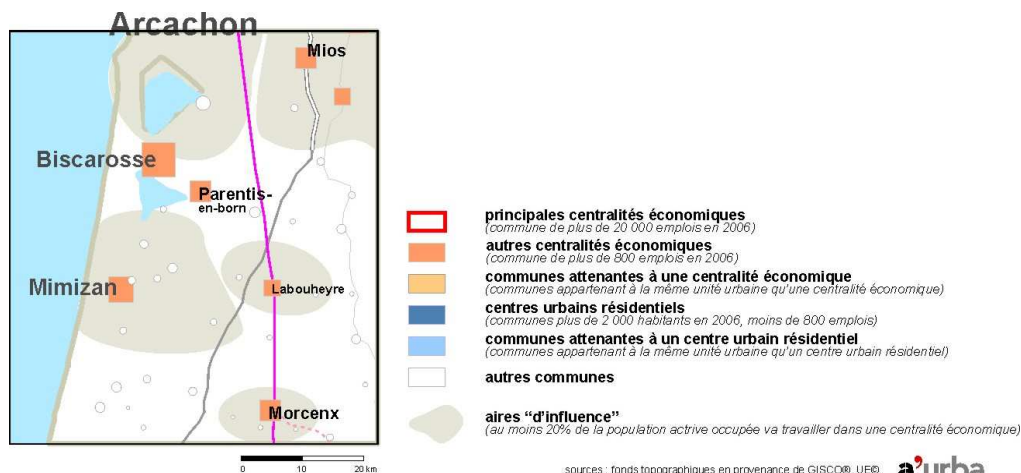 Arcachon
Mios
Biscarosse
Parentis-
en-born
Mimizan
Labouheyre
Morcenx
0 10 20 km
principales centralités économiques
(commune de plus de 20 000 emplois en 2006)
autres centralités économiques
(commune de plus de 800 emplois en 2006)
communes attenantes à une centralité économique
(communes appartenant à la même unité urbaine qu'une centralité économique)
centres urbains résidentiels
(communes plus de 2 000 habitants en 2006, moins de 800 emplois)
communes attenantes à un centre urbain résidentiel
(communes appartenant à la même unité urbaine qu'un centre urbain résidentiel)
autres communes
aires "d'influence"
(au moins 20% de la population actrive occupée va travailler dans une centralité économique)
sources : fonds topographiques en provenance de GISCO®, UE©
a'urba